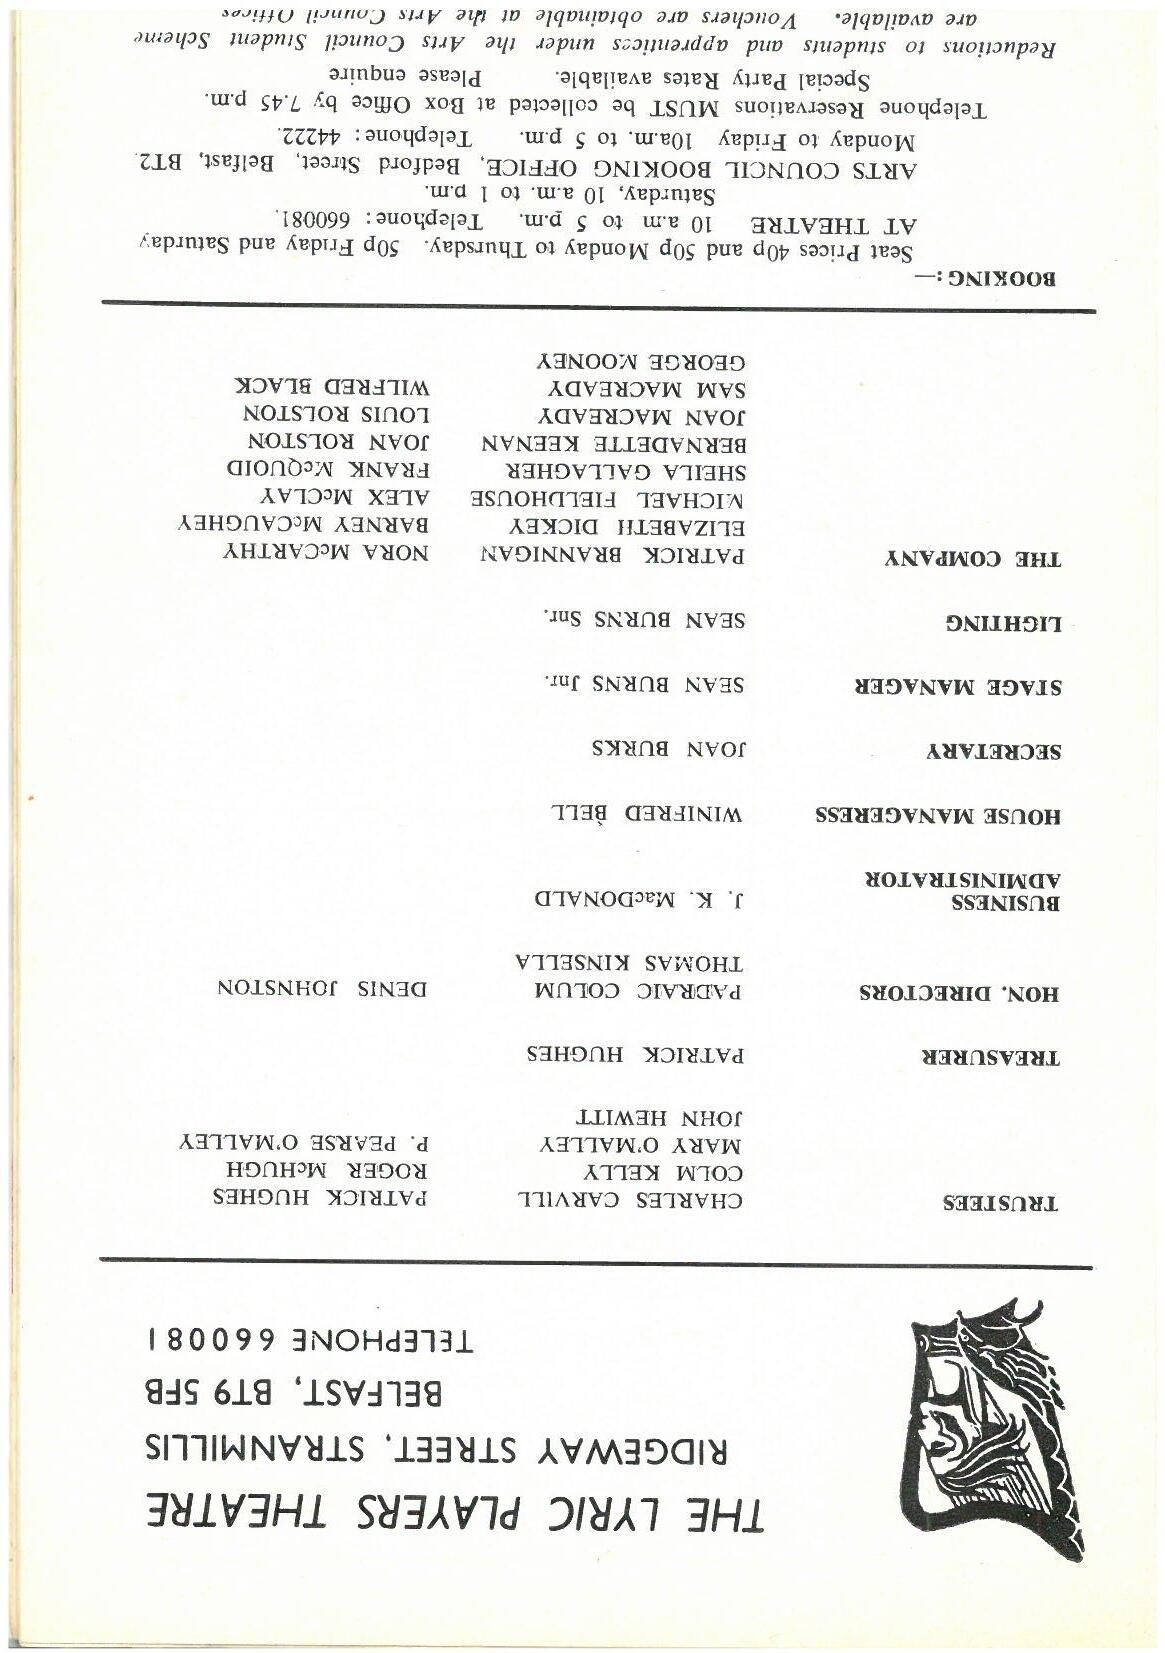 THE LYRIC PLAYERS THEATRE
RIDGEWAY STREET, STRANMILLIS
BELFAST, BT9 5FB
TELEPHONE 660081
TRUSTEES CHARLES CARVILL PATRICK HUGHES
COLM KELLY ROGER McHUGH
MARY O'MALLEY P. PEARSE O'MALLEY
JOHN HEWITT
TREASURER PATRICK HUGHES
HON. DIRECTORS PADRAIC COLUM DENIS JOHNSTON
THOMAS KINSELLA
BUSINESS
ADMINISTRATOR J. K. MacDONALD
HOUSE MANAGERESS WINIFRED BELL
SECRETARY JOAN BURKS
STAGE MANAGER SEAN BURNS Jnr.
LIGHTING SEAN BURNS Snr.
THE COMPANY PATRICK BRANNIGAN NORA McCARTHY
ELIZABETH DICKEY BARNEY McCAUGHEY
MICHAEL FIELDHOUSE ALEX McCLAY
SHEILA GALLAGHER FRANK McQUOID
BERNADETTE KEENAN JOAN ROLSTON
JOAN MACREADY LOUIS ROLSTON
SAM MACREADY WILFRED BLACK
GEORGE MOONEY
BOOKING:—
Seat Prices 40p and 50p Monday to Thursday. 50p Friday and Saturday
AT THEATRE 10 a.m to 5 p.m. Telephone: 660081.
Saturday, 10 a.m. to 1 p.m.
ARTS COUNCIL BOOKING OFFICE, Bedford Street, Belfast, BT2.
Monday to Friday 10a.m. to 5 p.m. Telephone: 44222.
Telephone Reservations MUST be collected at Box Office by 7.45 p.m.
Special Party Rates available. Please enquire
Reductions to students and apprentices under the Arts Council Student Scheme
are available. Vouchers are obtainable at the Arts Council Offices